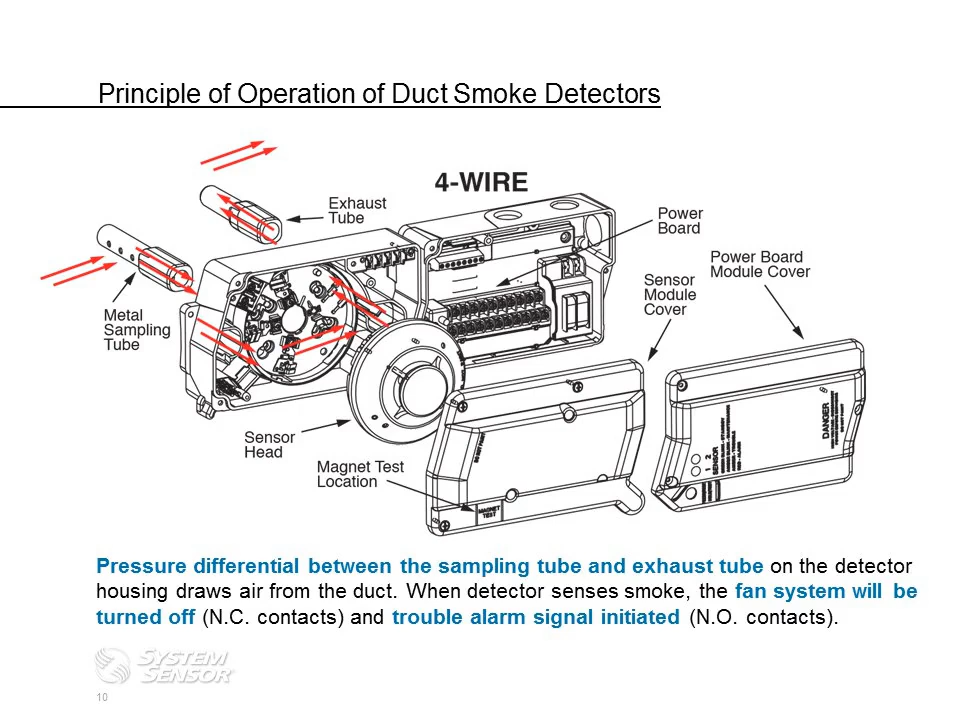 Principle of Operation of Duct Smoke Detectors
4-WIRE
Exhaust
Tube
Power
Board
Power Board
Module Cover
Sensor
Module
Cover
Metal
Sampling
Tube
Sensor
Head
Magnet Test
Location
MAGNET
TEST
1 2
SENSOR
DANGER
Pressure differential between the sampling tube and exhaust tube on the detector
housing draws air from the duct. When detector senses smoke, the fan system will be
turned off (N.C. contacts) and trouble alarm signal initiated (N.O. contacts).
SYSTEM
SENSOR
10